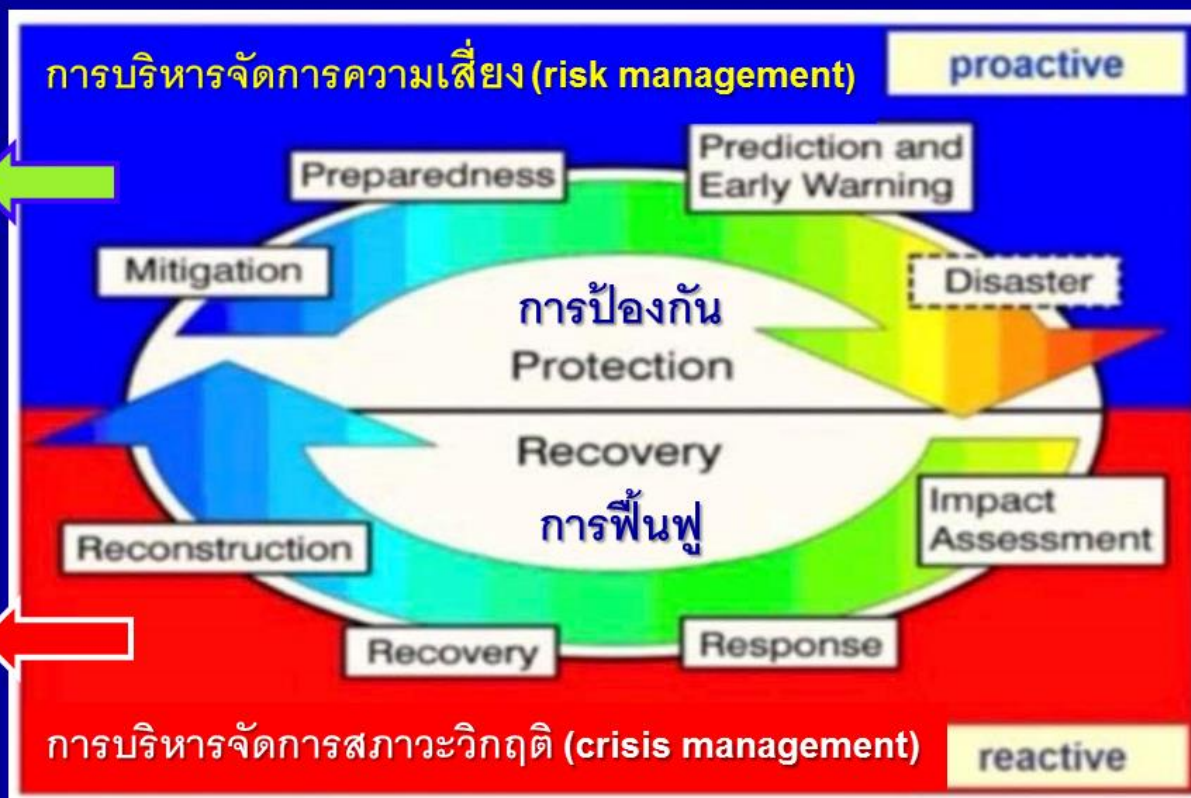 การบริหารจัดการความเสี่ยง (risk management)
proactive
Preparedness
Prediction and
Early Warning
Mitigation
Disaster
การป้องกัน
Protection
Recovery
การฟื้นฟู
Impact
Assessment
Reconstruction
Recovery
Response
การบริหารจัดการสภาวะวิกฤติ (crisis management)
reactive